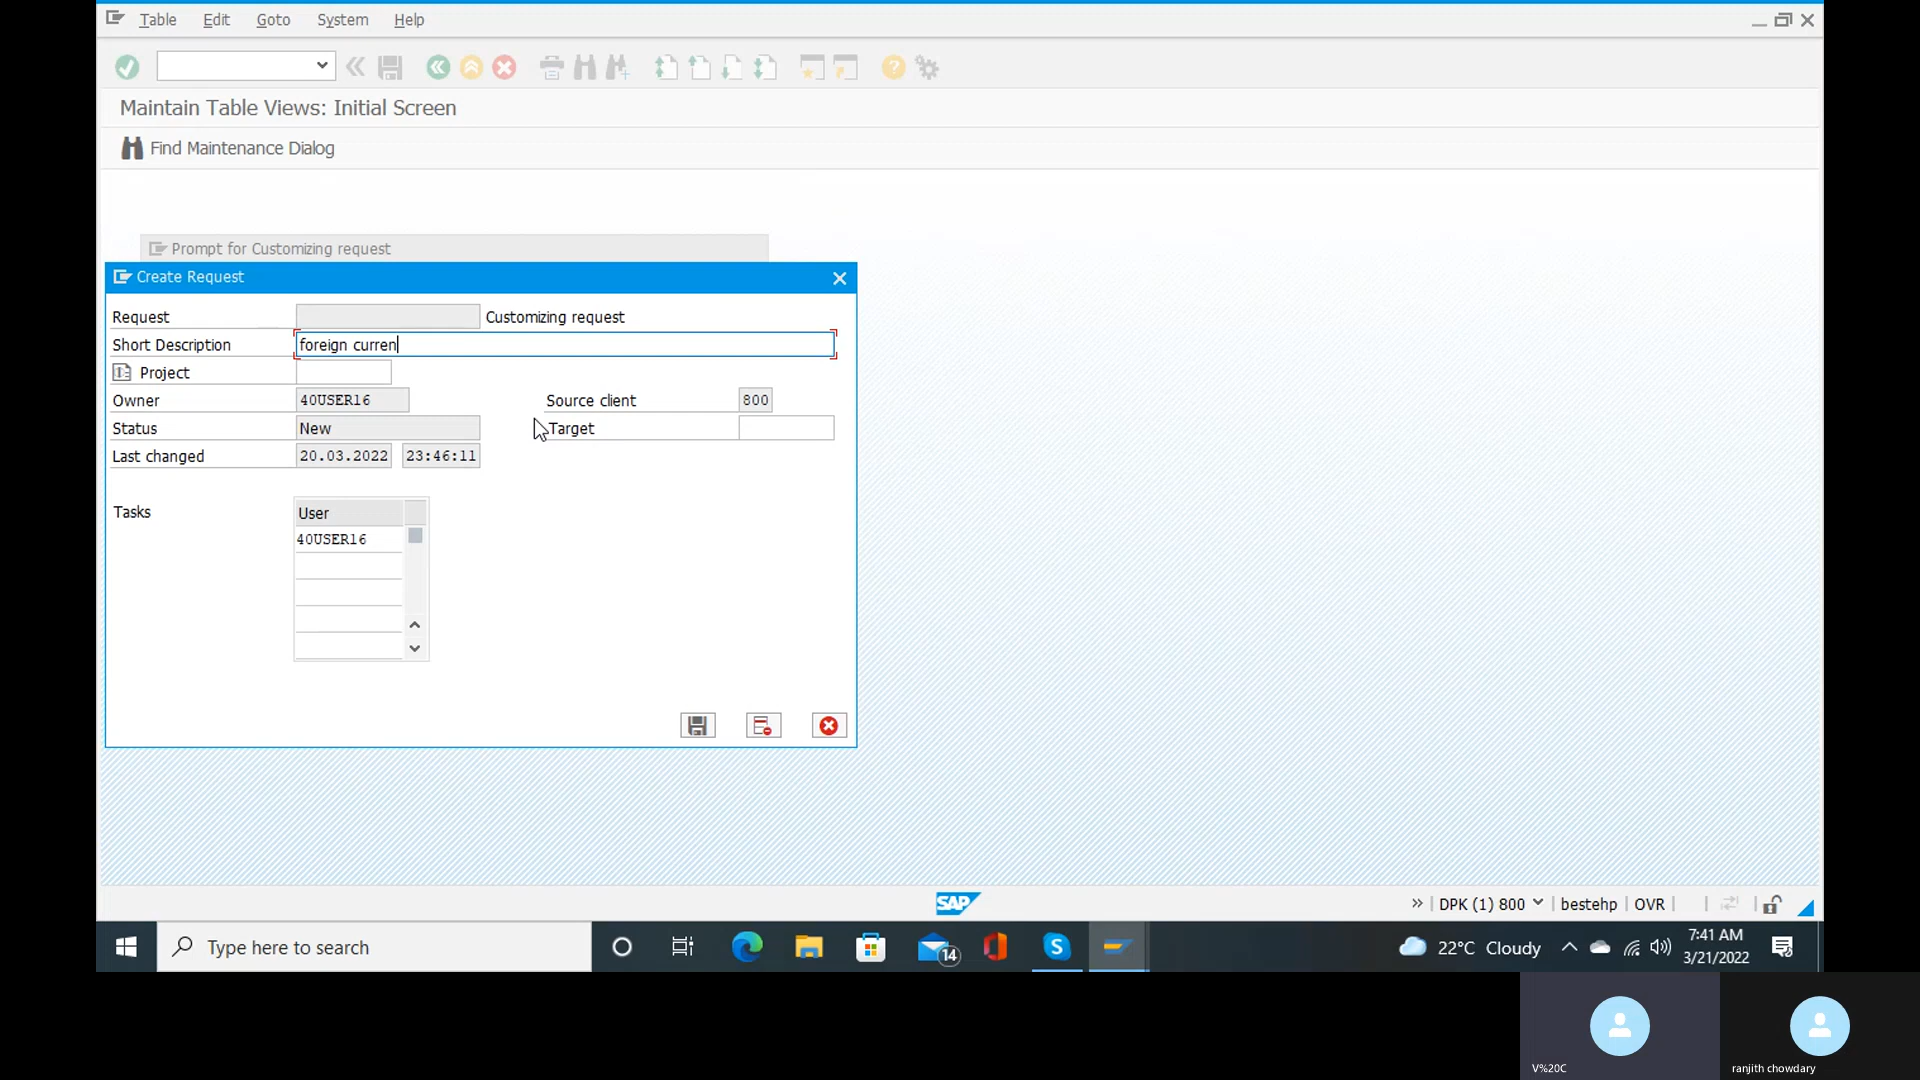 Table Edit Goto System Help
Maintain Table Views: Initial Screen
Find Maintenance Dialog
Prompt for Customizing request
Create Request
Request Customizing request
Short Description foreign curren
Project
Owner 40USER16 Source client 800
Status New Target
Last changed 20.03.2022 23:46:11
Tasks User
40USER16
SAP DPK (1) 800 bestehp OVR
Type here to search 14 22°C Cloudy 7:41 AM
3/21/2022
V%20C ranjith chowdary